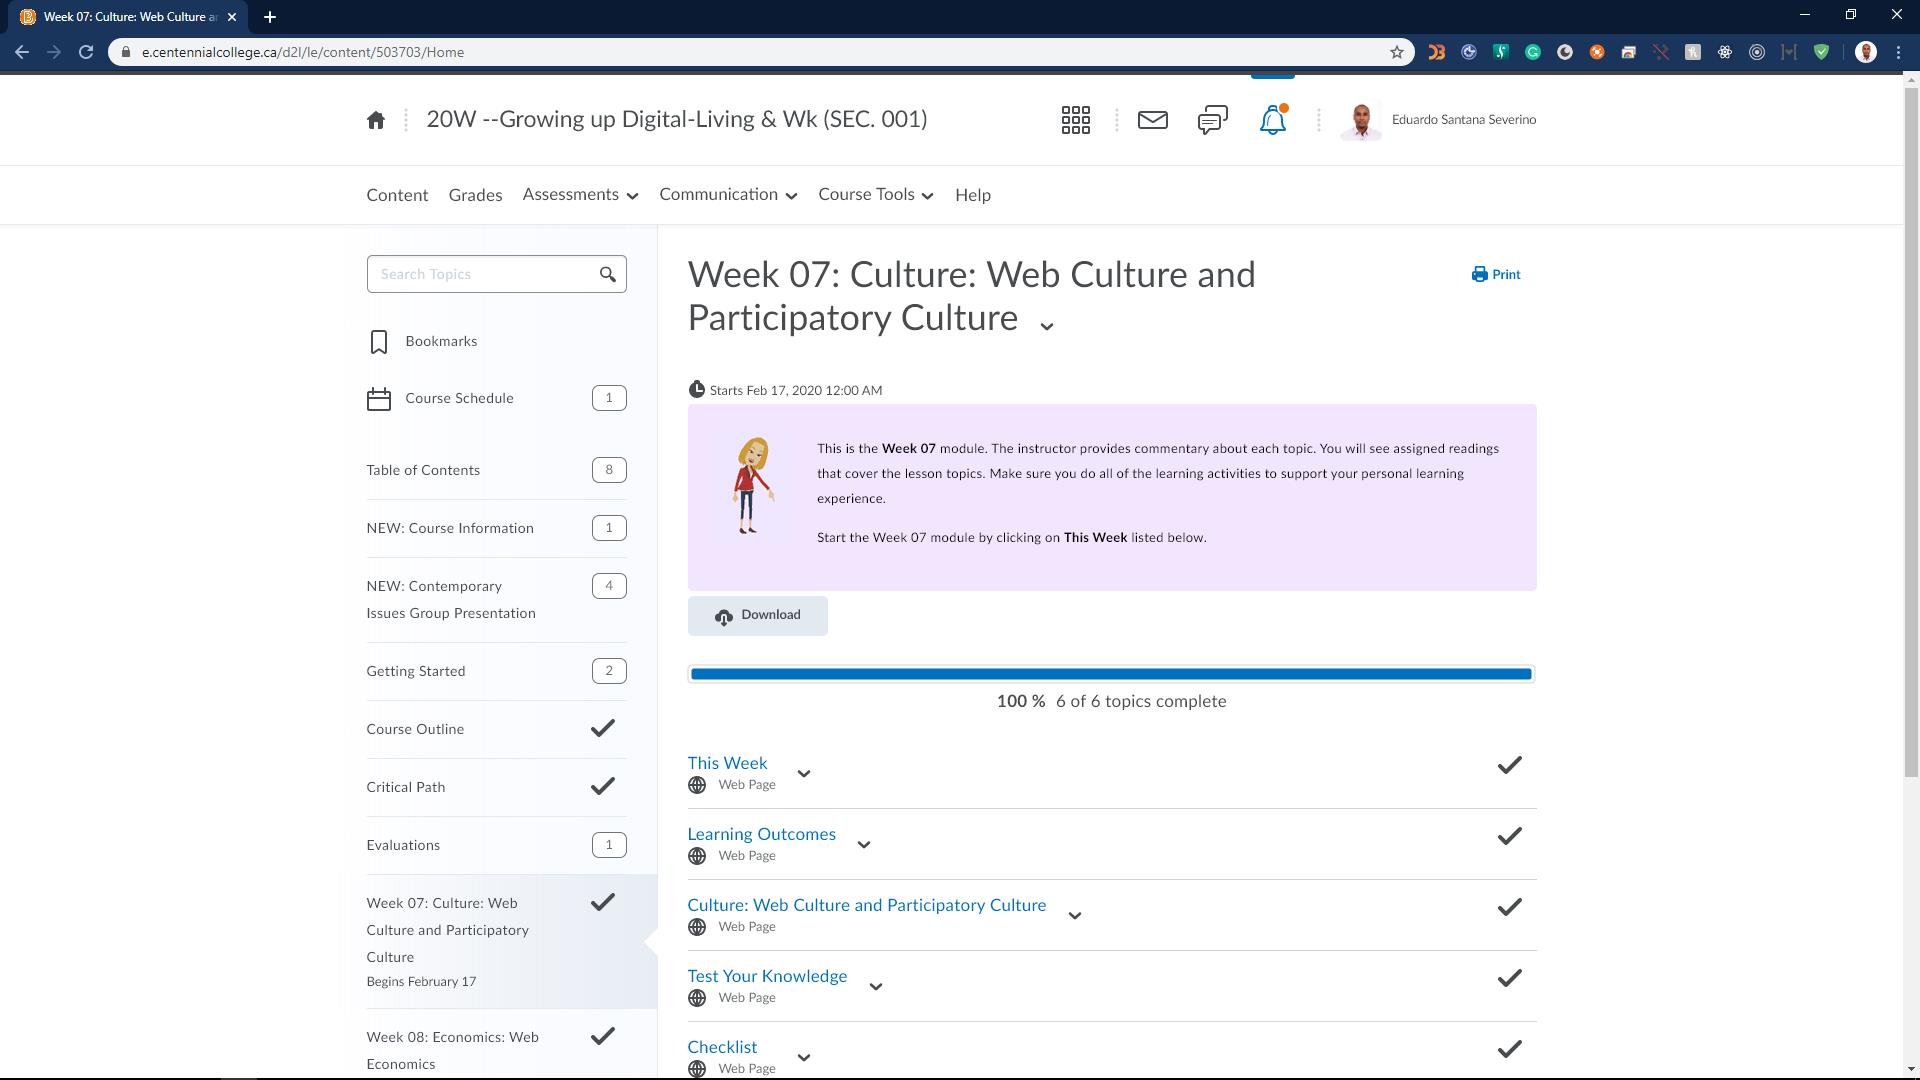 Week 07: Culture: Web Culture ar
e.centennialcollege.ca/d2l/le/content/503703/Home
20W --Growing up Digital-Living & Wk (SEC. 001)
Eduardo Santana Severino
Content Grades Assessments Communication Course Tools Help
Search Topics
Bookmarks
Course Schedule 1
Table of Contents 8
NEW: Course Information 1
NEW: Contemporary 4
Issues Group Presentation
Getting Started 2
Course Outline
Critical Path
Evaluations 1
Week 07: Culture: Web
Culture and Participatory
Culture
Begins February 17
Week 08: Economics: Web
Economics
Week 07: Culture: Web Culture and
Participatory Culture
Print
Starts Feb 17, 2020 12:00 AM
This is the Week 07 module. The instructor provides commentary about each topic. You will see assigned readings
that cover the lesson topics. Make sure you do all of the learning activities to support your personal learning
experience.
Start the Week 07 module by clicking on This Week listed below.
Download
100 % 6 of 6 topics complete
This Week
Web Page
Learning Outcomes
Web Page
Culture: Web Culture and Participatory Culture
Web Page
Test Your Knowledge
Web Page
Checklist
Web Page